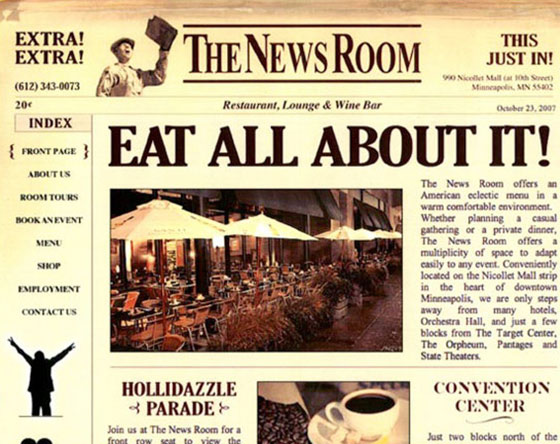 EXTRA!
EXTRA!
(612) 343-0073
THE NEWS ROOM
THIS
JUST IN!
990 Nicollet Mall (at 10th Street)
Minneapolis, MN 55402
20¢
Restaurant, Lounge & Wine Bar
October 23, 2007
INDEX
FRONT PAGE
ABOUT US
ROOM TOURS
BOOK AN EVENT
MENU
SHOP
EMPLOYMENT
CONTACT US
EAT ALL ABOUT IT!
The News Room offers an
American eclectic menu in a
warm comfortable environment.
Whether planning a casual
gathering or a private dinner,
The News Room offers a
multiplicity of space to adapt
easily to any event. Conveniently
located on the Nicollet Mall strip
in the heart of downtown
Minneapolis, we are only steps
away from many hotels,
Orchestra Hall, and just a few
blocks from The Target Center,
The Orpheum, Pantages and
State Theaters.
HOLLIDAZZLE
PARADE
Join us at The News Room for a
front row seat to view the
CONVENTION
CENTER
Just two blocks north of the